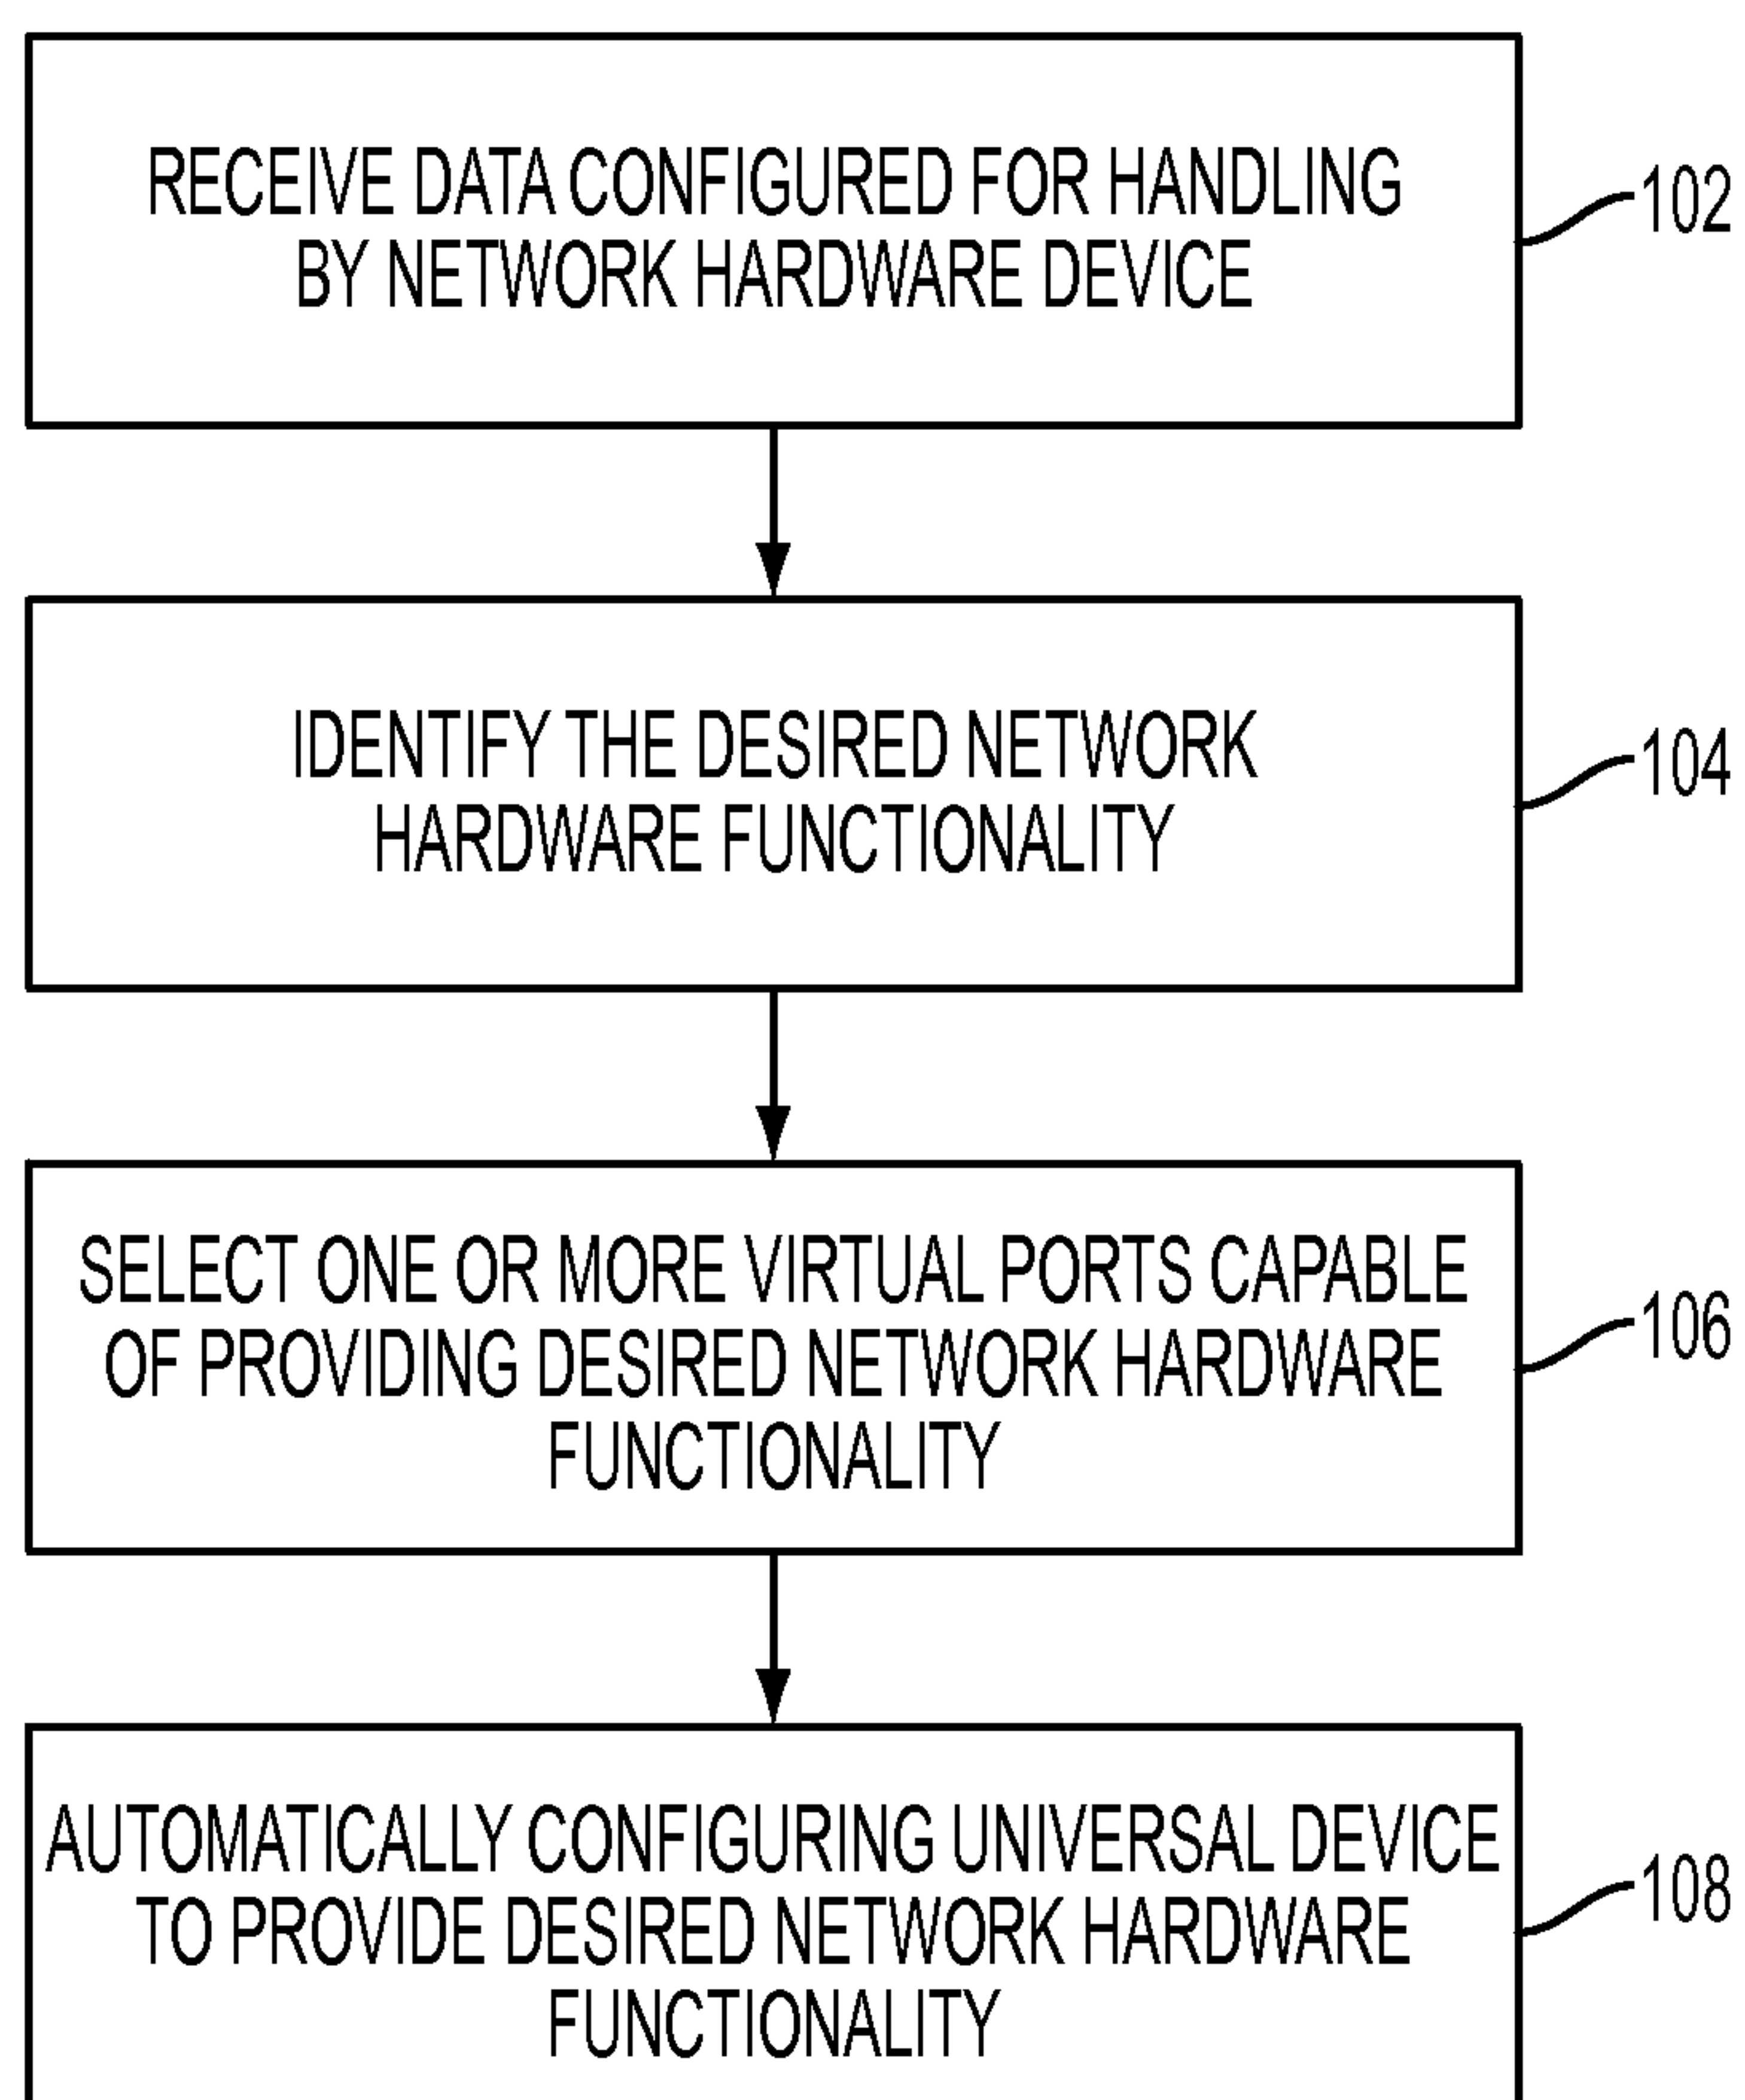 RECEIVE DATA CONFIGURED FOR HANDLING
BY NETWORK HARDWARE DEVICE
102
IDENTIFY THE DESIRED NETWORK
HARDWARE FUNCTIONALITY
104
SELECT ONE OR MORE VIRTUAL PORTS CAPABLE
OF PROVIDING DESIRED NETWORK HARDWARE
FUNCTIONALITY
106
AUTOMATICALLY CONFIGURING UNIVERSAL DEVICE
TO PROVIDE DESIRED NETWORK HARDWARE
FUNCTIONALITY
108